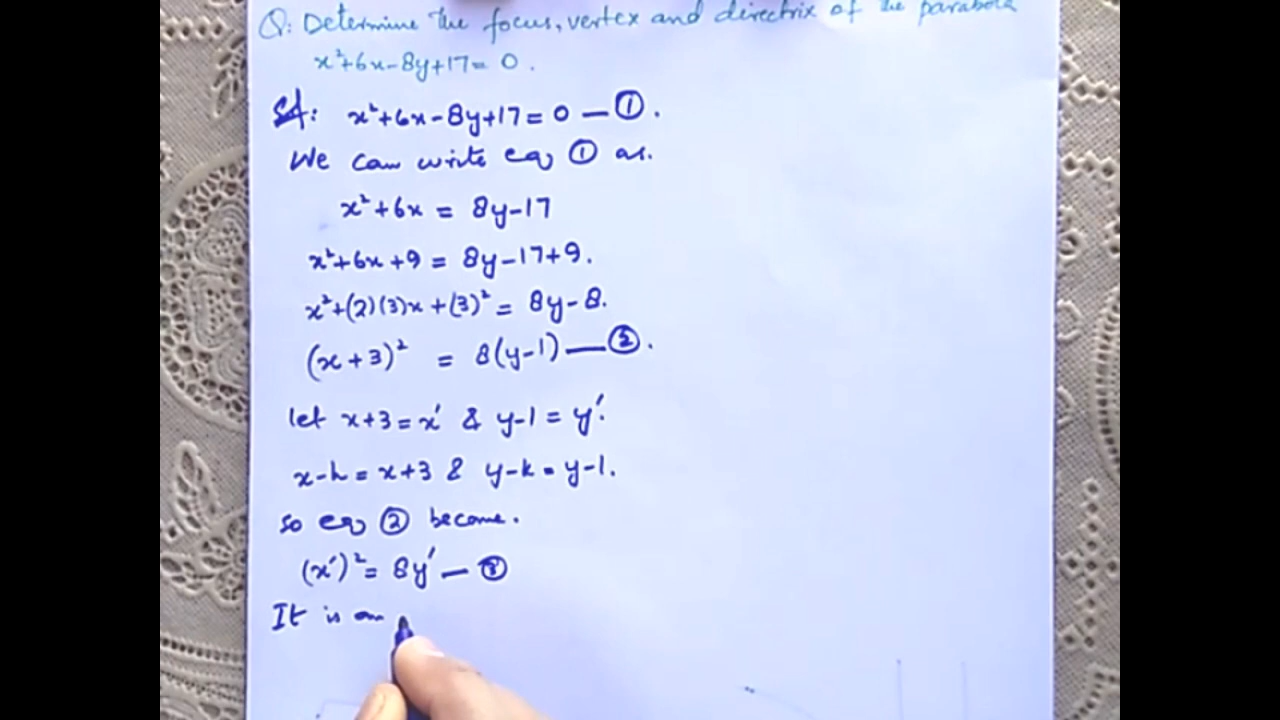 Q: Determine the focus, vertex and directrix of the parabola
x²+6x-8y+17= 0 .
Sol: x²+6x-8y+17=0 — ①.
We can write eq ① as.
x²+6x = 8y-17
x²+6x+9 = 8y-17+9.
x²+(2)(3)x+(3)² = 8y-8.
(x+3)² = 8(y-1) — ②.
let x+3=x' & y-1=y'.
x-h=x+3 & y-k=y-1.
so eq ② become.
(x')²=8y' — ③
It is an